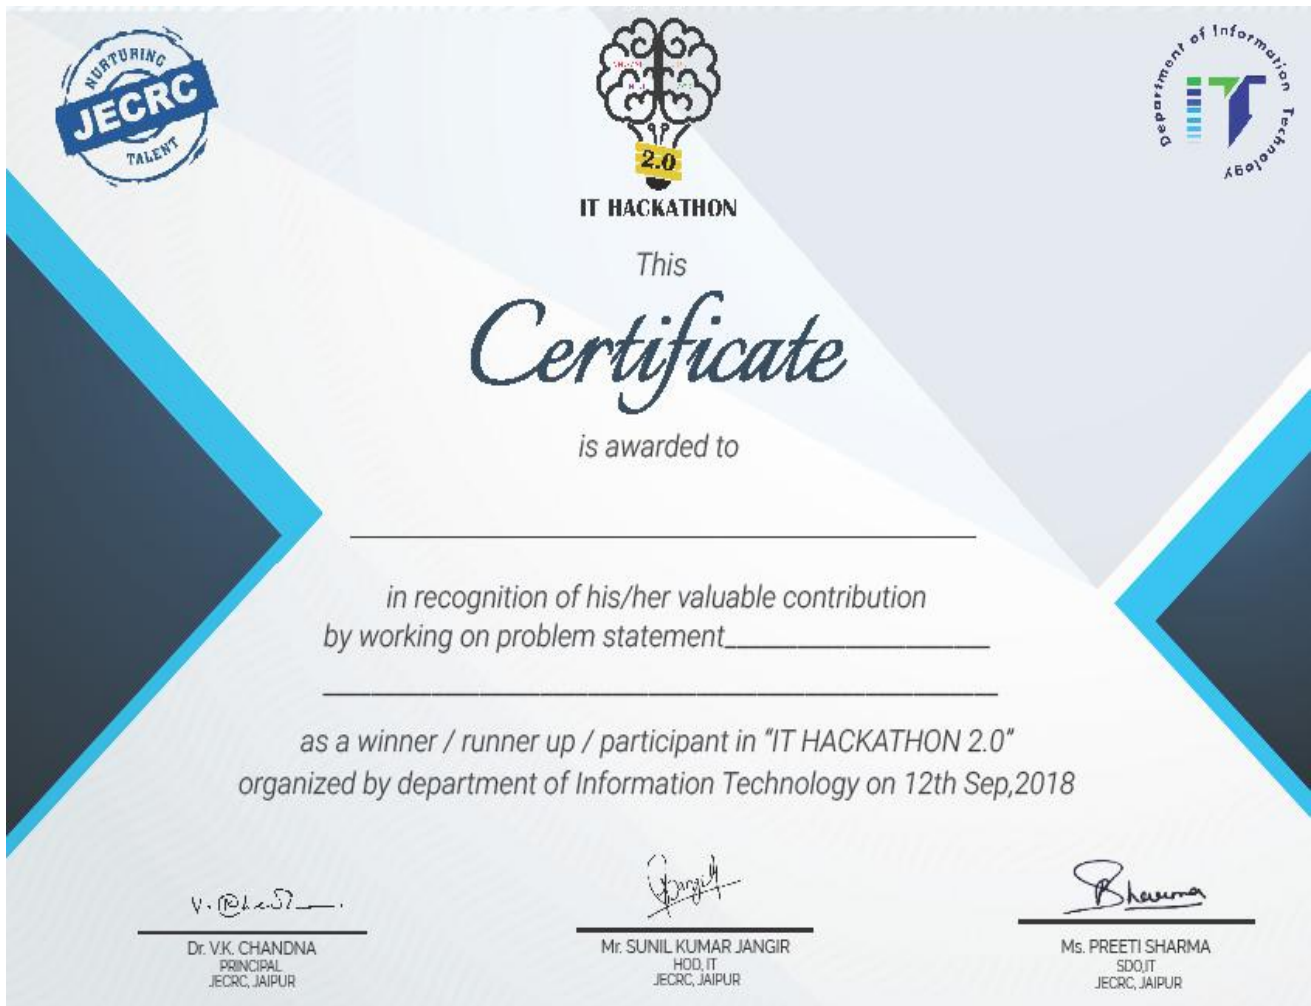 NURTURING
JECRC
TALENT
2.0
IT HACKATHON
Department of Information Technology
IT
This
Certificate
is awarded to
in recognition of his/her valuable contribution
by working on problem statement______________________
as a winner / runner up / participant in "IT HACKATHON 2.0"
organized by department of Information Technology on 12th Sep,2018
Dr. V.K. CHANDNA
PRINCIPAL
JECRC, JAIPUR
Mr. SUNIL KUMAR JANGIR
HOD, IT
JECRC, JAIPUR
Sharma
Ms. PREETI SHARMA
SDO,IT
JECRC, JAIPUR